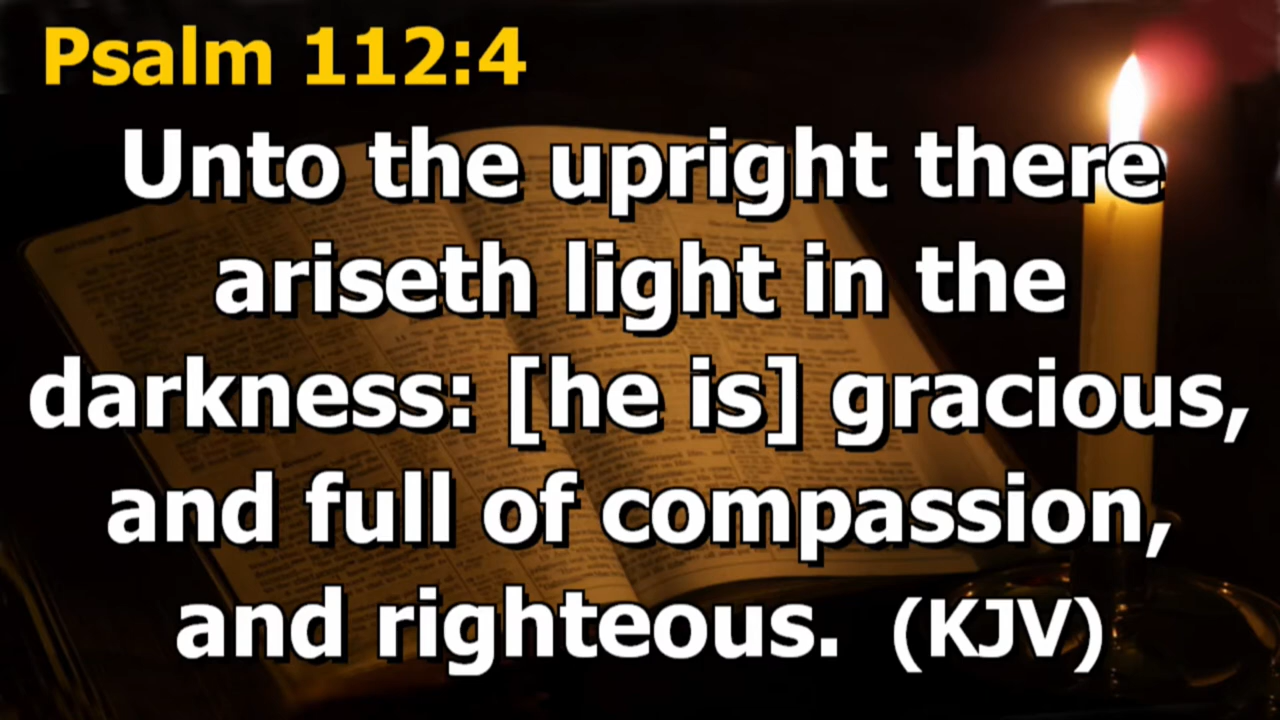 Psalm 112:4
Unto the upright there
ariseth light in the
darkness: [he is] gracious,
and full of compassion,
and righteous. (KJV)